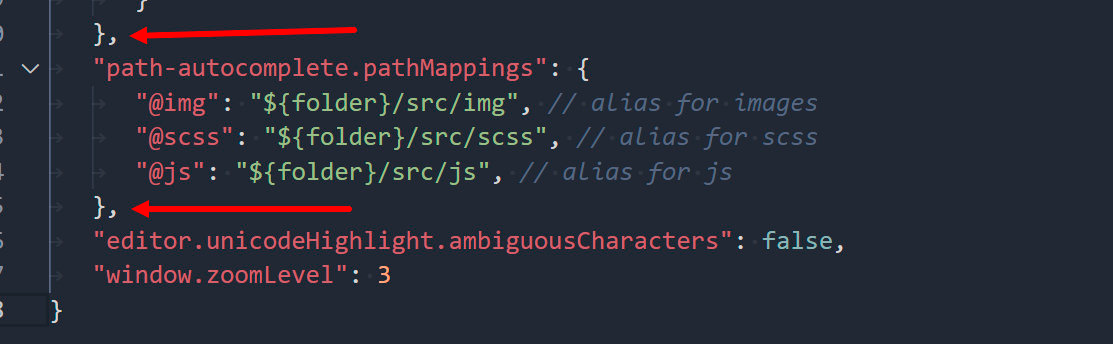 }
},
"path-autocomplete.pathMappings": {
"@img": "${folder}/src/img", // alias for images
"@scss": "${folder}/src/scss", // alias for scss
"@js": "${folder}/src/js", // alias for js
},
"editor.unicodeHighlight.ambiguousCharacters": false,
"window.zoomLevel": 3
}